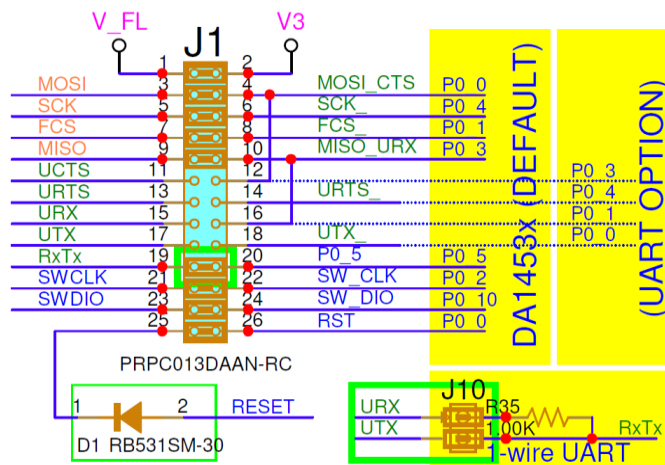 V_FL J1 V3
1 2
MOSI 3 4 MOSI_CTS P0_0
SCK 5 6 SCK_ P0_4
FCS 7 8 FCS_ P0_1
MISO 9 10 MISO_URX P0_3
UCTS 11 12 P0_3
URTS 13 14 URTS_ P0_4
URX 15 16 P0_1
UTX 17 18 UTX_ P0_0
RxTx 19 20 P0_5 P0_5
SWCLK 21 22 SW_CLK P0_2
SWDIO 23 24 SW_DIO P0_10
25 26 RST P0_0
DA1453x (DEFAULT)
(UART OPTION)
PRPC013DAAN-RC
1 2 RESET
D1 RB531SM-30
J10
URX R35
UTX 1.00K RxTx
1-wire UART